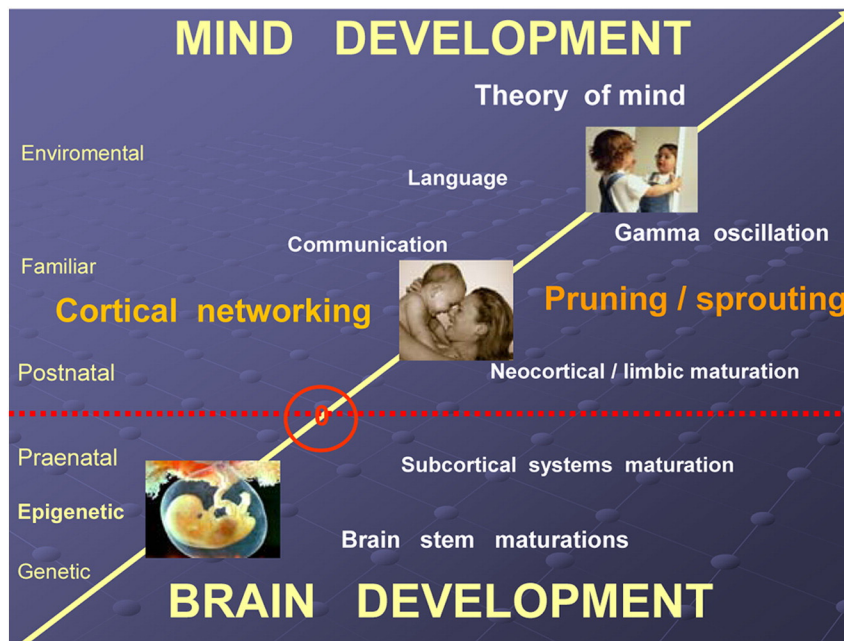 MIND DEVELOPMENT
Theory of mind
Enviromental
Language
Gamma oscillation
Communication
Familiar
Cortical networking
Pruning / sprouting
Postnatal
Neocortical / limbic maturation
0
Praenatal
Subcortical systems maturation
Epigenetic
Brain stem maturations
Genetic
BRAIN DEVELOPMENT